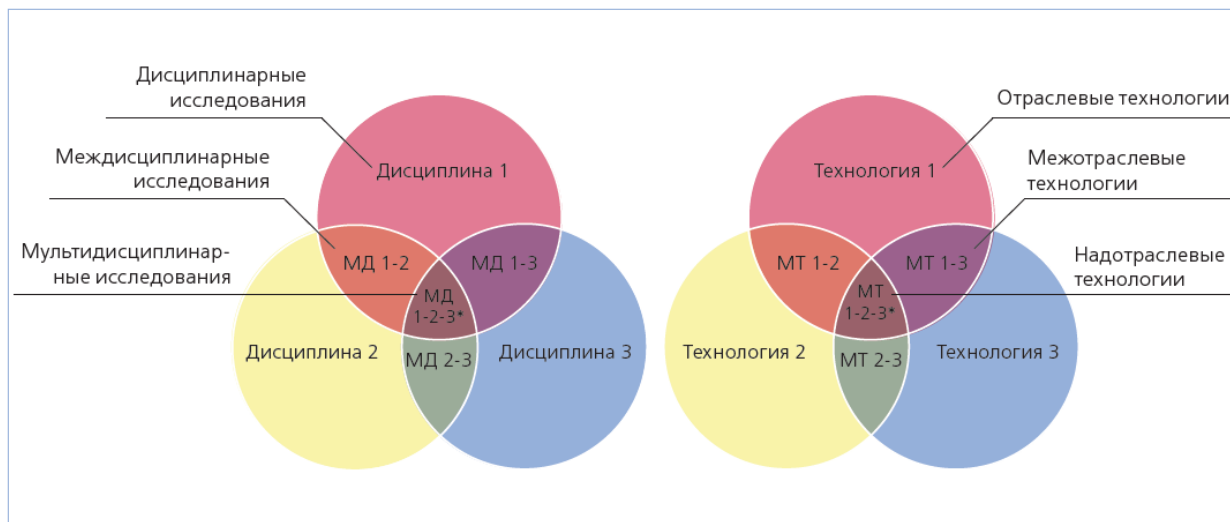 Дисциплинарные
исследования
Междисциплинарные
исследования
Мультидисциплинар-
ные исследования
Дисциплина 1
МД 1-2
МД 1-3
МД
1-2-3*
Дисциплина 2
МД 2-3
Дисциплина 3
Отраслевые технологии
Межотраслевые
технологии
Надотраслевые
технологии
Технология 1
МТ 1-2
МТ 1-3
МТ
1-2-3*
Технология 2
МТ 2-3
Технология 3